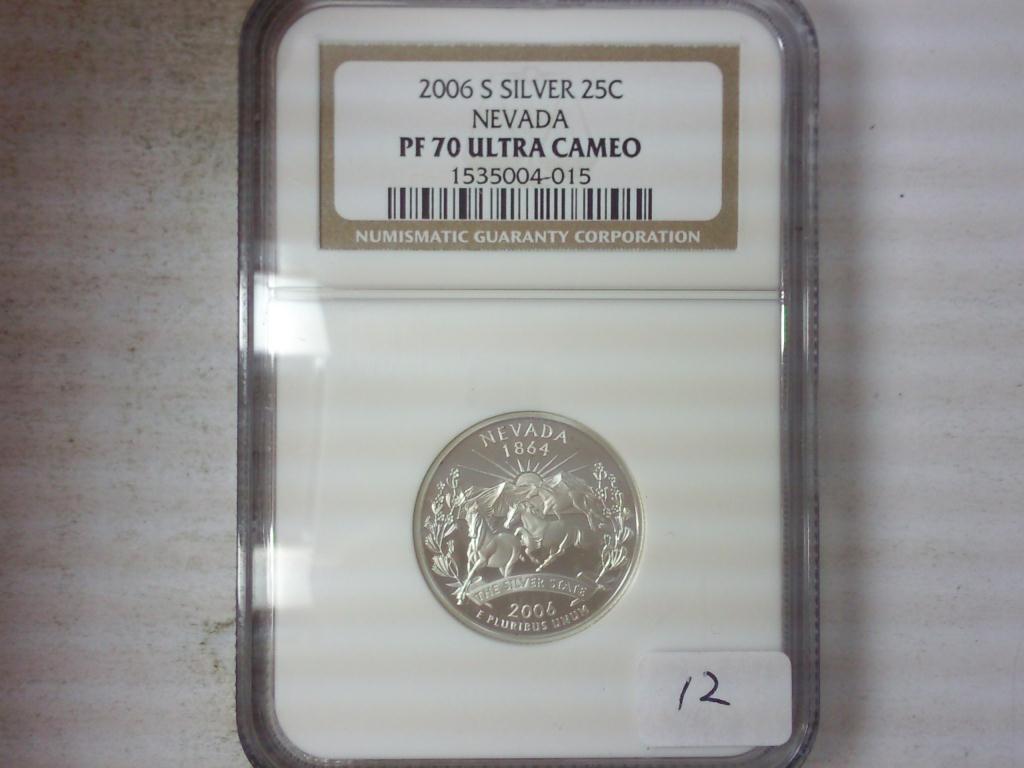 2006 S SILVER 25C
NEVADA
PF 70 ULTRA CAMEO
1535004-015
NUMISMATIC GUARANTY CORPORATION
NEVADA
1864
THE SILVER STATE
2006
E PLURIBUS UNUM
12